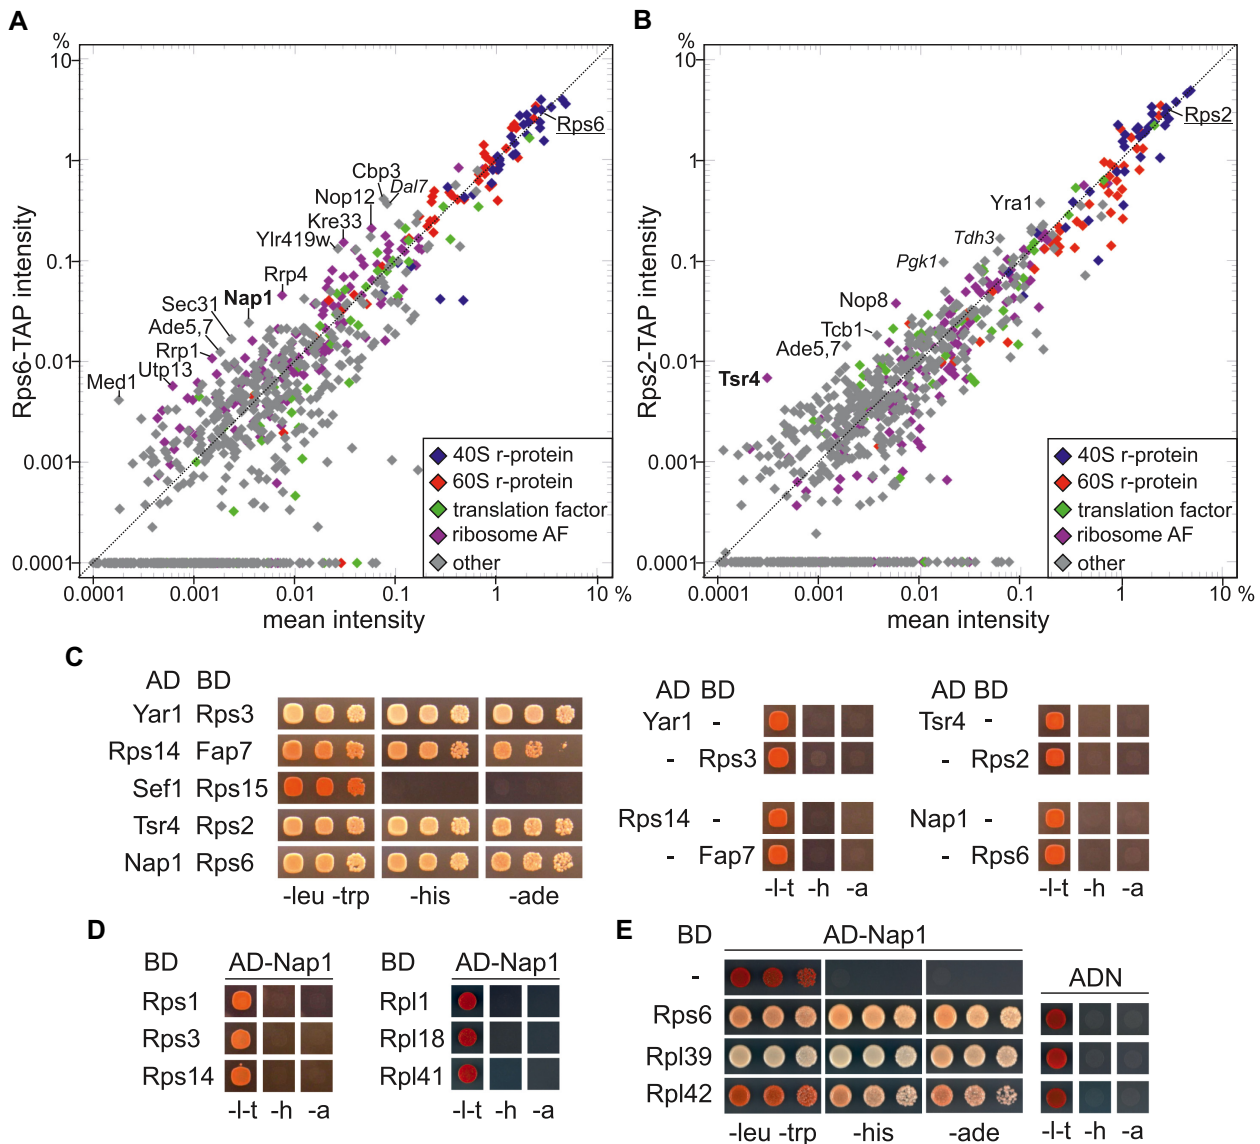 A
%
10
1
0.1
0.01
0.001
0.0001
Rps6-TAP intensity
Rps6
Cbp3
Dal7
Nop12
Kre33
Ylr419w
Rrp4
Nap1
Sec31
Ade5,7
Rrp1
Utp13
Med1
40S r-protein
60S r-protein
translation factor
ribosome AF
other
0.0001 0.001 0.01 0.1 1 10 %
mean intensity
B
%
10
1
0.1
0.01
0.001
0.0001
Rps2-TAP intensity
Rps2
Yra1
Tdh3
Pgk1
Nop8
Tcb1
Ade5,7
Tsr4
40S r-protein
60S r-protein
translation factor
ribosome AF
other
0.0001 0.001 0.01 0.1 1 10 %
mean intensity
C
AD BD
Yar1 Rps3
Rps14 Fap7
Sef1 Rps15
Tsr4 Rps2
Nap1 Rps6
-leu -trp -his -ade
AD BD
Yar1 -
- Rps3
Rps14 -
- Fap7
-l-t -h -a
AD BD
Tsr4 -
- Rps2
Nap1 -
- Rps6
-l-t -h -a
D
BD AD-Nap1
Rps1
Rps3
Rps14
-l-t -h -a
BD AD-Nap1
Rpl1
Rpl18
Rpl41
-l-t -h -a
E
BD AD-Nap1
-
Rps6
Rpl39
Rpl42
-leu -trp -his -ade
ADN
-l-t -h -a